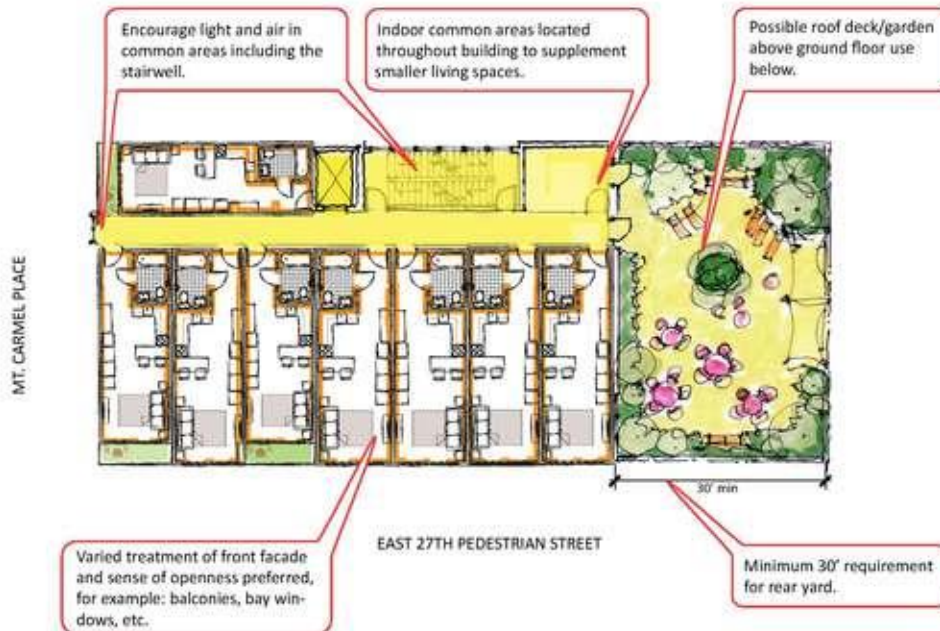 Encourage light and air in
common areas including the
stairwell.
Indoor common areas located
throughout building to supplement
smaller living spaces.
Possible roof deck/garden
above ground floor use
below.
MT. CARMEL PLACE
30' min
EAST 27TH PEDESTRIAN STREET
Varied treatment of front facade
and sense of openness preferred,
for example: balconies, bay win-
dows, etc.
Minimum 30' requirement
for rear yard.